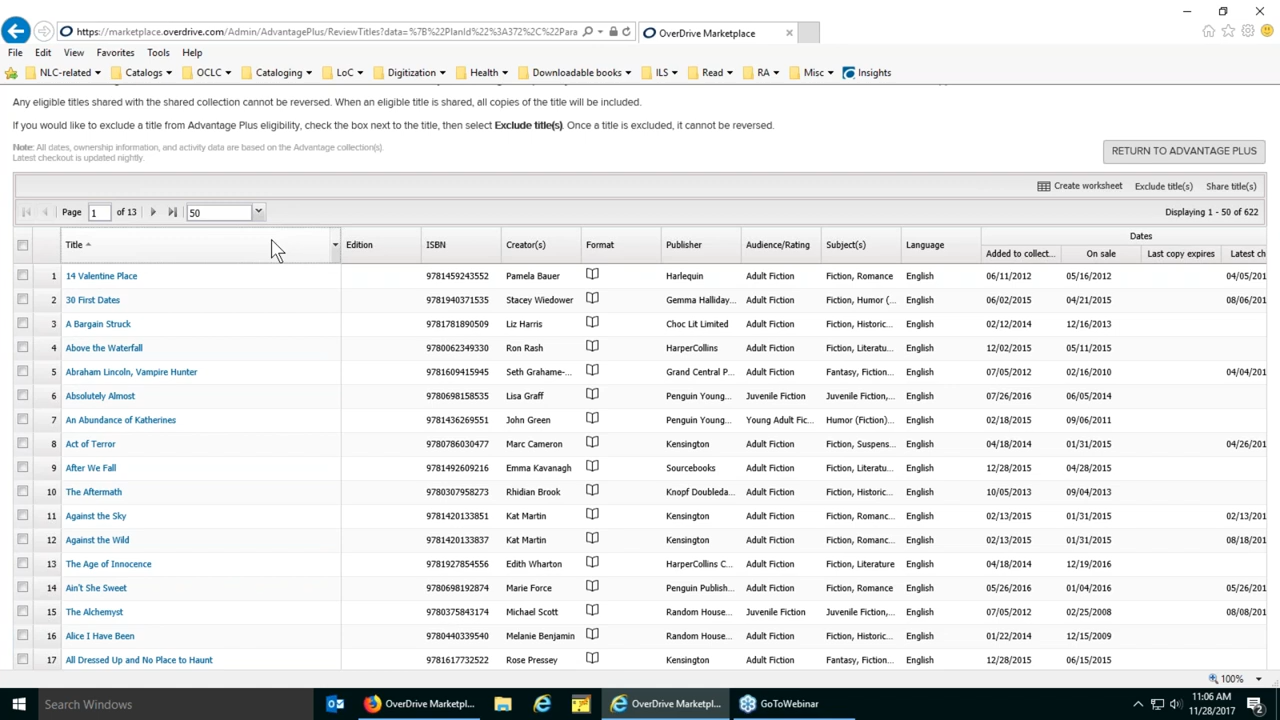 https://marketplace.overdrive.com/Admin/AdvantagePlus/ReviewTitles?data=%7B%22PlanId%22%3A372%2C%22Para
OverDrive Marketplace
File Edit View Favorites Tools Help
NLC-related Catalogs OCLC Cataloging LoC Digitization Health Downloadable books ILS Read RA Misc Insights
Any eligible titles shared with the shared collection cannot be reversed. When an eligible title is shared, all copies of the title will be included.
If you would like to exclude a title from Advantage Plus eligibility, check the box next to the title, then select Exclude title(s). Once a title is excluded, it cannot be reversed.
Note: All dates, ownership information, and activity data are based on the Advantage collection(s).
Latest checkout is updated nightly.
RETURN TO ADVANTAGE PLUS
Create worksheet Exclude title(s) Share title(s)
Page 1 of 13 50 Displaying 1 - 50 of 622
Title Edition ISBN Creator(s) Format Publisher Audience/Rating Subject(s) Language Dates
Added to collect... On sale Last copy expires Latest ch
1 14 Valentine Place 9781459243552 Pamela Bauer Harlequin Adult Fiction Fiction, Romance English 06/11/2012 05/16/2012 04/05/201
2 30 First Dates 9781940371535 Stacey Wiedower Gemma Halliday... Adult Fiction Fiction, Humor (... English 06/02/2015 04/21/2015 08/06/201
3 A Bargain Struck 9781781890509 Liz Harris Choc Lit Limited Adult Fiction Fiction, Historic... English 02/12/2014 12/16/2013
4 Above the Waterfall 9780062349330 Ron Rash HarperCollins Adult Fiction Fiction, Literatu... English 12/02/2015 05/11/2015
5 Abraham Lincoln, Vampire Hunter 9781609415945 Seth Grahame-... Grand Central P... Adult Fiction Fantasy, Fiction... English 07/05/2012 02/16/2010 04/04/201
6 Absolutely Almost 9780698158535 Lisa Graff Penguin Young... Juvenile Fiction Juvenile Fiction,... English 07/26/2016 06/05/2014
7 An Abundance of Katherines 9781436269551 John Green Penguin Young... Young Adult Fic... Humor (Fiction)... English 02/18/2015 09/06/2011
8 Act of Terror 9780786030477 Marc Cameron Kensington Adult Fiction Fiction, Suspens... English 04/18/2014 01/31/2015 04/26/201
9 After We Fall 9781492609216 Emma Kavanagh Sourcebooks Adult Fiction Fiction, Literatu... English 12/28/2015 04/28/2015
10 The Aftermath 9780307958273 Rhidian Brook Knopf Doubleda... Adult Fiction Fiction, Historic... English 10/05/2013 09/04/2013
11 Against the Sky 9781420133851 Kat Martin Kensington Adult Fiction Fiction, Romanc... English 02/13/2015 01/31/2015 02/13/201
12 Against the Wild 9781420133837 Kat Martin Kensington Adult Fiction Fiction, Romanc... English 02/13/2015 01/31/2015 08/18/201
13 The Age of Innocence 9781927854556 Edith Wharton HarperCollins C... Adult Fiction Fiction, Literature English 04/18/2014 12/19/2016
14 Ain't She Sweet 9780698192874 Marie Force Penguin Publish... Adult Fiction Fiction, Romanc... English 05/26/2016 01/04/2016 05/26/201
15 The Alchemyst 9780375843174 Michael Scott Random House... Juvenile Fiction Juvenile Fiction,... English 07/05/2012 02/25/2008 08/08/201
16 Alice I Have Been 9780440339540 Melanie Benjamin Random House... Adult Fiction Fiction, Historic... English 01/22/2014 12/15/2009
17 All Dressed Up and No Place to Haunt 9781617732522 Rose Pressey Kensington Adult Fiction Fantasy, Fiction... English 12/28/2015 06/15/2015
100%
Search Windows OverDrive Marketpl... OverDrive Marketpl... GoToWebinar 11:06 AM
11/28/2017 2